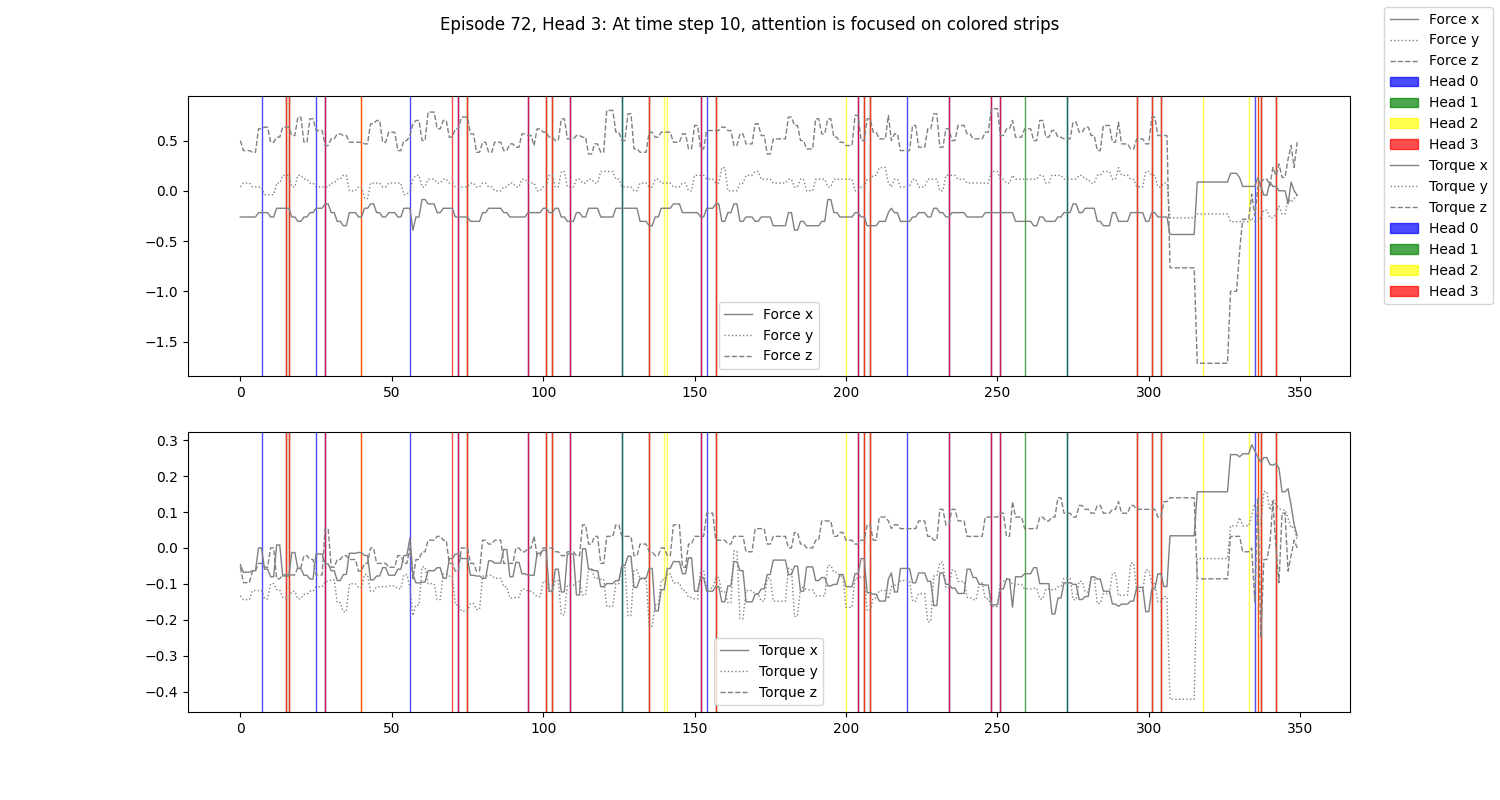 Episode 72, Head 3: At time step 10, attention is focused on colored strips
Force x
Force y
Force z
Head 0
Head 1
Head 2
Head 3
Torque x
Torque y
Torque z
Head 0
Head 1
Head 2
Head 3
0.5
0.0
−0.5
−1.0
−1.5
Force x
Force y
Force z
0 50 100 150 200 250 300 350
0.3
0.2
0.1
0.0
−0.1
−0.2
−0.3
−0.4
Torque x
Torque y
Torque z
0 50 100 150 200 250 300 350